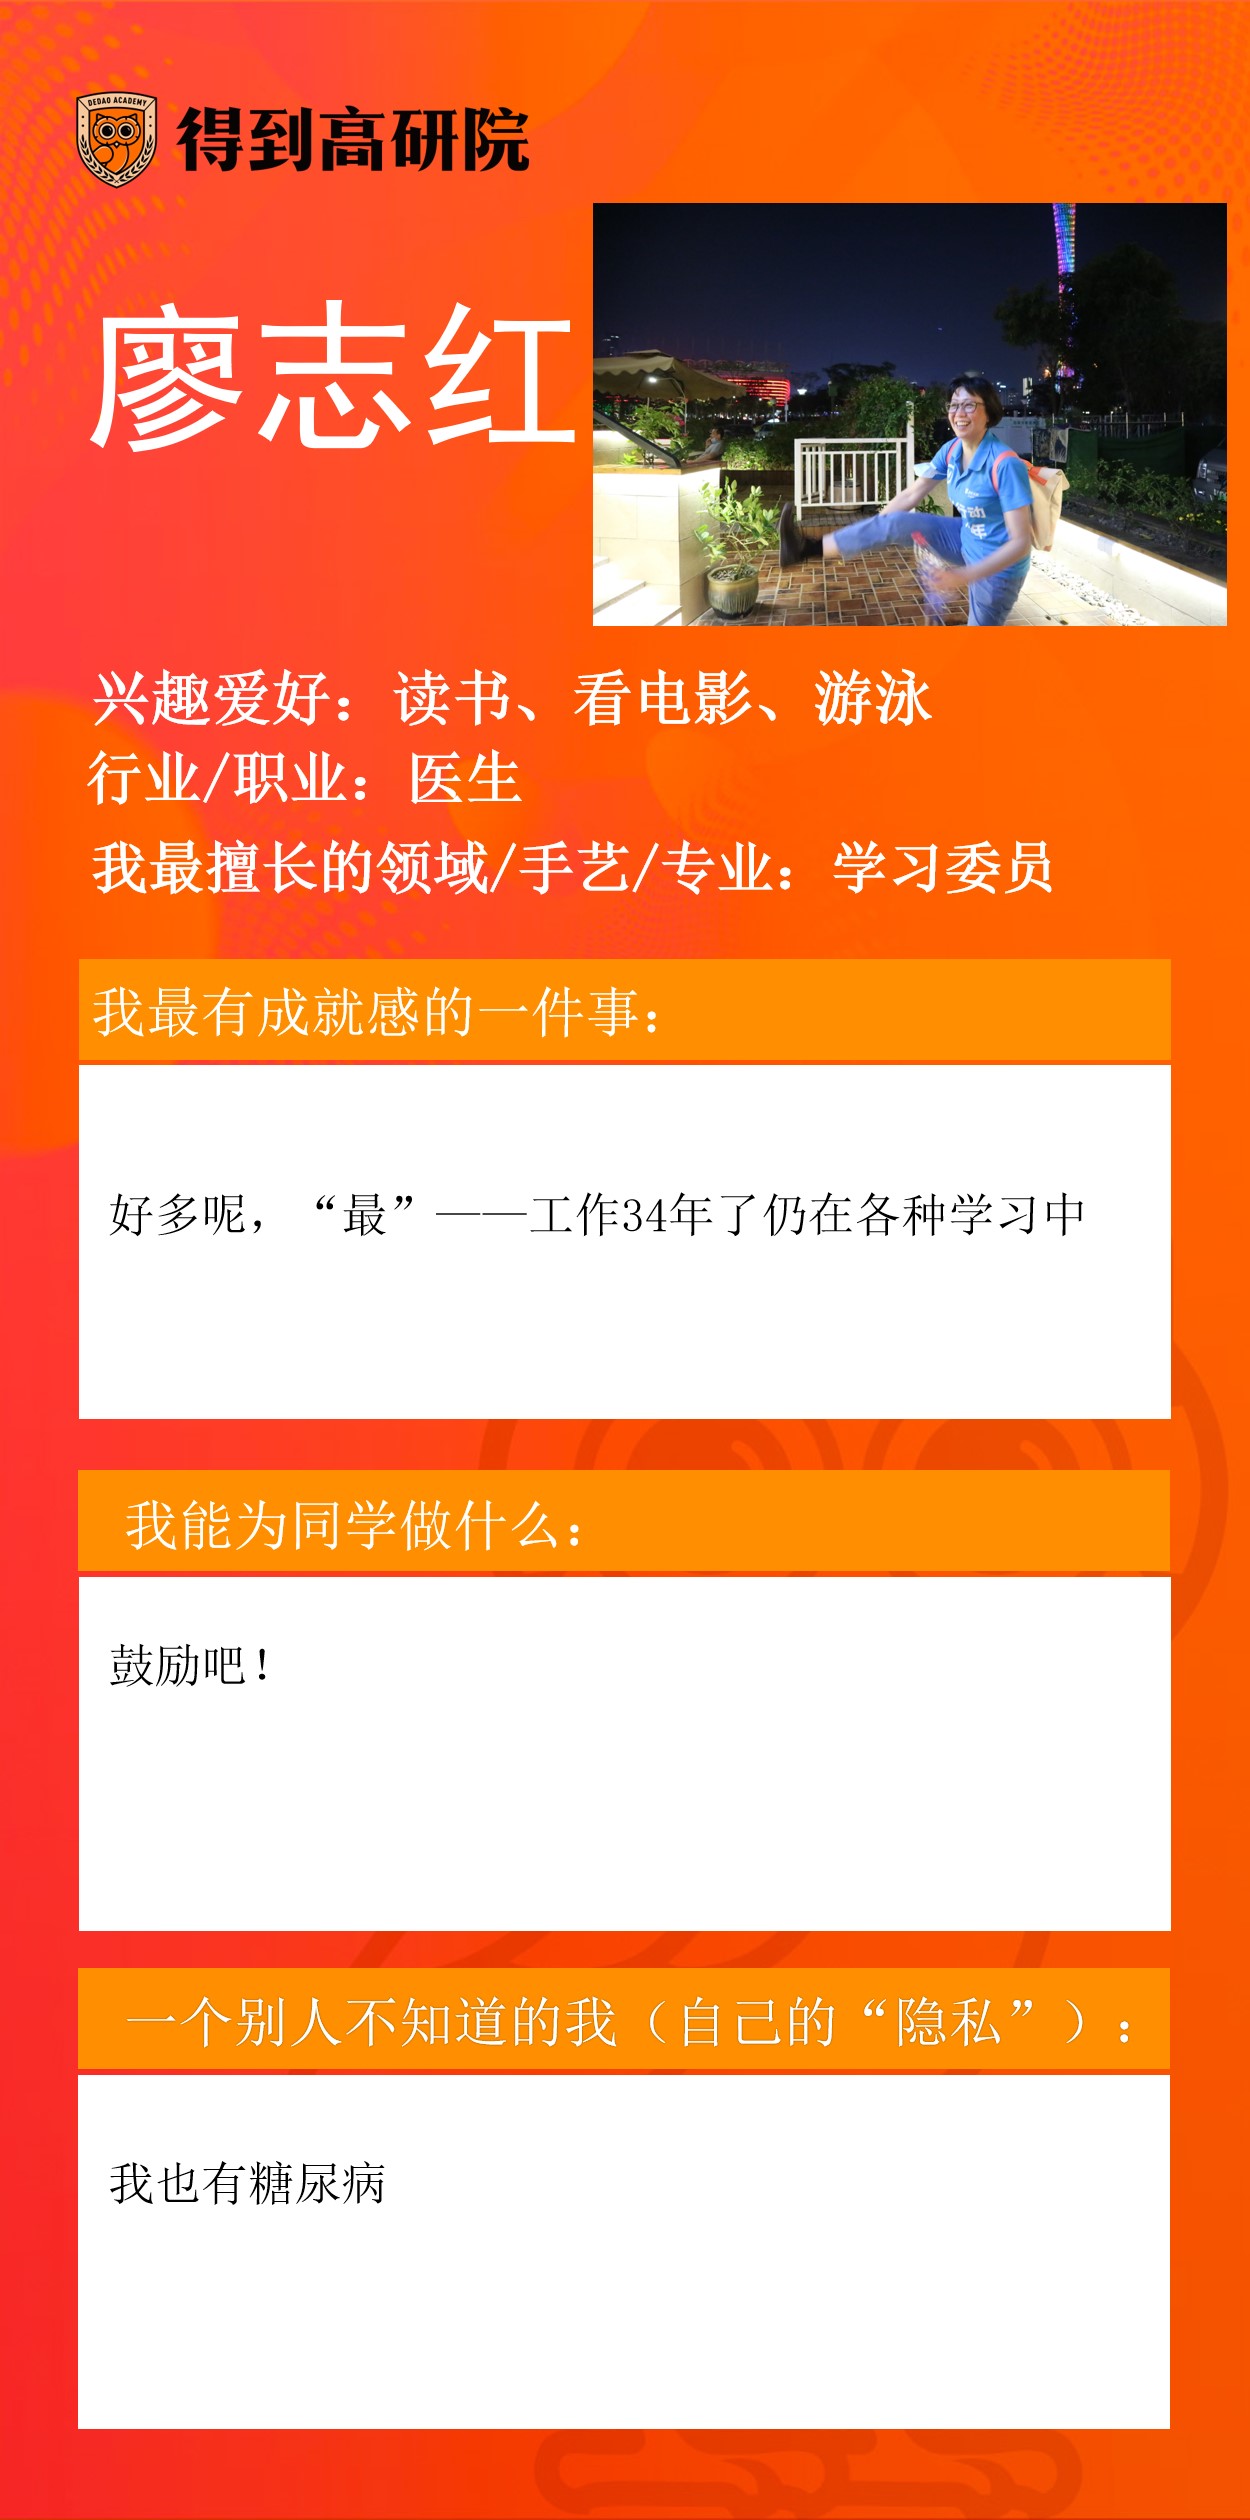 DEDAO ACADEMY
得到高研院
廖志红
兴趣爱好：读书、看电影、游泳
行业/职业：医生
我最擅长的领域/手艺/专业：学习委员
我最有成就感的一件事：
好多呢，“最”——工作34年了仍在各种学习中
我能为同学做什么：
鼓励吧！
一个别人不知道的我（自己的“隐私”）：
我也有糖尿病